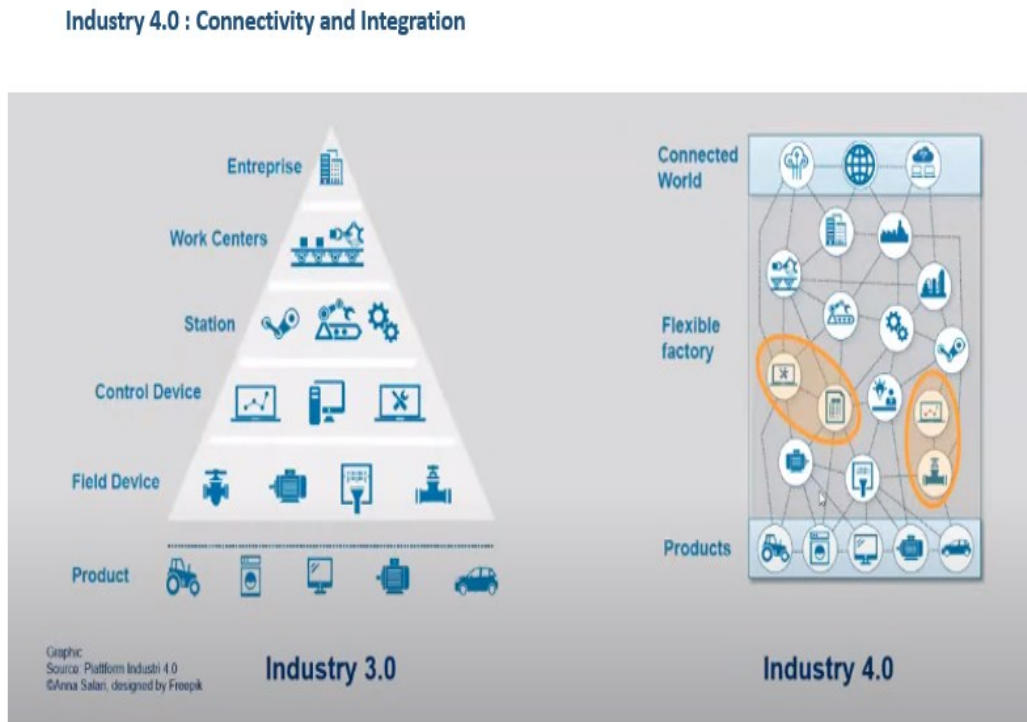 Industry 4.0 : Connectivity and Integration
Entreprise
Work Centers
Station
Control Device
Field Device
Product
Graphic
Source: Plattform Industri 4.0
©Anna Salari, designed by Freepik
Industry 3.0
Connected
World
Flexible
factory
Products
Industry 4.0